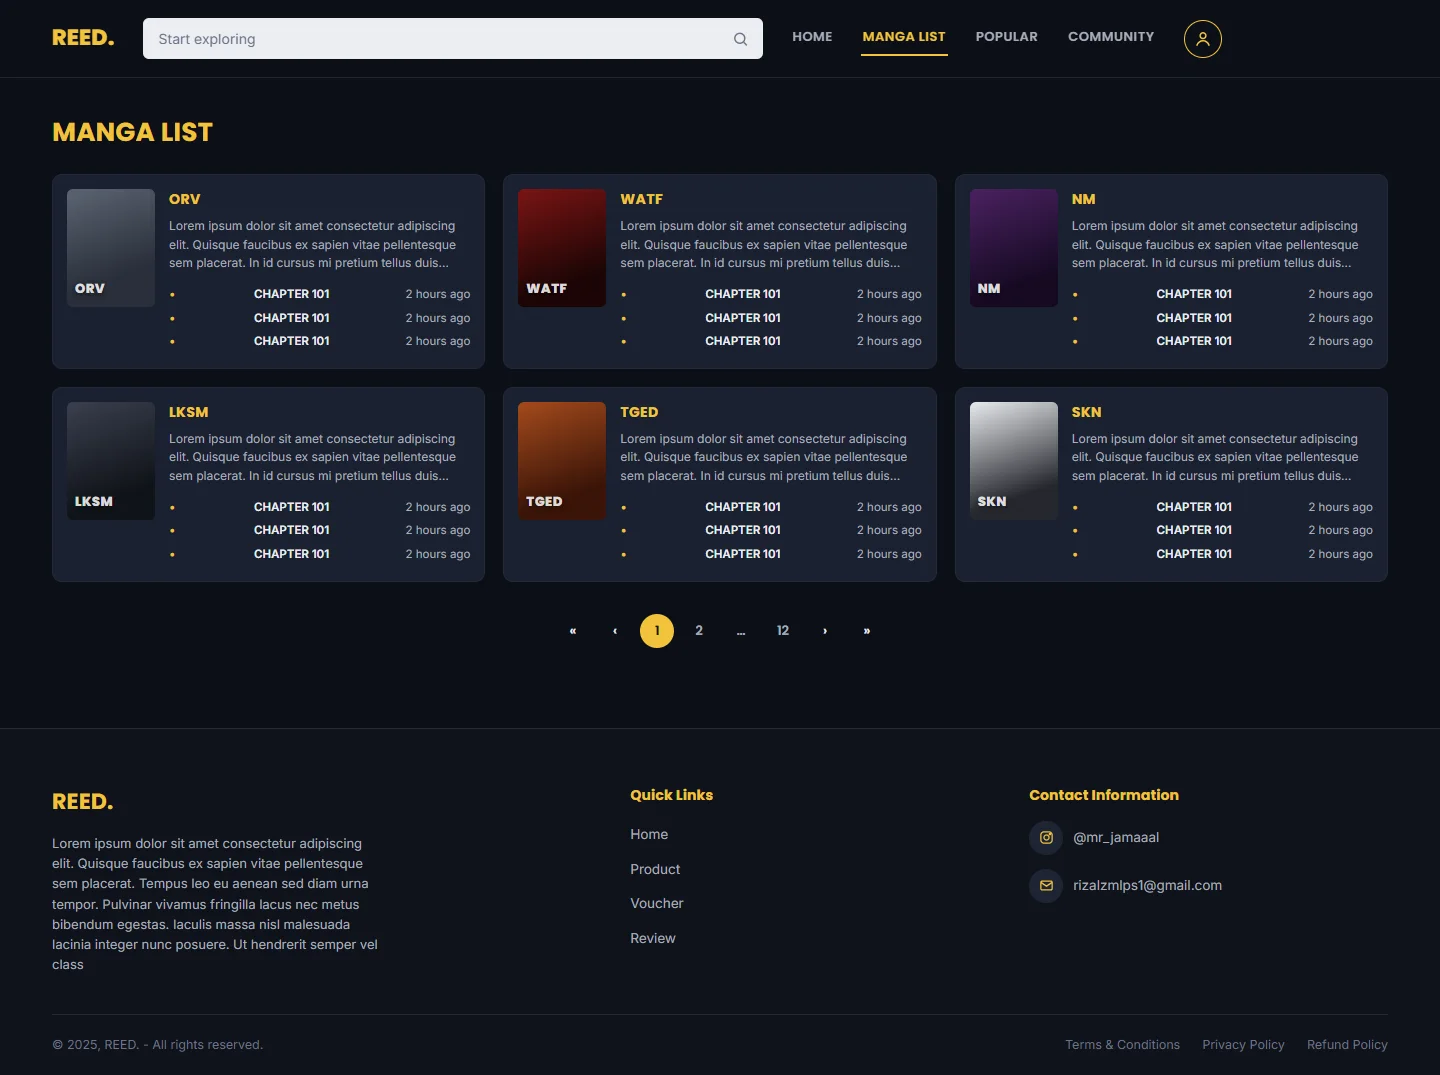 REED.
Start exploring
HOME
MANGA LIST
POPULAR
COMMUNITY
MANGA LIST
ORV
ORV
Lorem ipsum dolor sit amet consectetur adipiscing
elit. Quisque faucibus ex sapien vitae pellentesque
sem placerat. In id cursus mi pretium tellus duis...
• CHAPTER 101 2 hours ago
• CHAPTER 101 2 hours ago
• CHAPTER 101 2 hours ago
WATF
WATF
Lorem ipsum dolor sit amet consectetur adipiscing
elit. Quisque faucibus ex sapien vitae pellentesque
sem placerat. In id cursus mi pretium tellus duis...
• CHAPTER 101 2 hours ago
• CHAPTER 101 2 hours ago
• CHAPTER 101 2 hours ago
NM
NM
Lorem ipsum dolor sit amet consectetur adipiscing
elit. Quisque faucibus ex sapien vitae pellentesque
sem placerat. In id cursus mi pretium tellus duis...
• CHAPTER 101 2 hours ago
• CHAPTER 101 2 hours ago
• CHAPTER 101 2 hours ago
LKSM
LKSM
Lorem ipsum dolor sit amet consectetur adipiscing
elit. Quisque faucibus ex sapien vitae pellentesque
sem placerat. In id cursus mi pretium tellus duis...
• CHAPTER 101 2 hours ago
• CHAPTER 101 2 hours ago
• CHAPTER 101 2 hours ago
TGED
TGED
Lorem ipsum dolor sit amet consectetur adipiscing
elit. Quisque faucibus ex sapien vitae pellentesque
sem placerat. In id cursus mi pretium tellus duis...
• CHAPTER 101 2 hours ago
• CHAPTER 101 2 hours ago
• CHAPTER 101 2 hours ago
SKN
SKN
Lorem ipsum dolor sit amet consectetur adipiscing
elit. Quisque faucibus ex sapien vitae pellentesque
sem placerat. In id cursus mi pretium tellus duis...
• CHAPTER 101 2 hours ago
• CHAPTER 101 2 hours ago
• CHAPTER 101 2 hours ago
« ‹ 1 2 ... 12 › »
REED.
Lorem ipsum dolor sit amet consectetur adipiscing
elit. Quisque faucibus ex sapien vitae pellentesque
sem placerat. Tempus leo eu aenean sed diam urna
tempor. Pulvinar vivamus fringilla lacus nec metus
bibendum egestas. Iaculis massa nisl malesuada
lacinia integer nunc posuere. Ut hendrerit semper vel
class
Quick Links
Home
Product
Voucher
Review
Contact Information
@mr_jamaaal
rizalzmlps1@gmail.com
© 2025, REED. - All rights reserved.
Terms & Conditions
Privacy Policy
Refund Policy